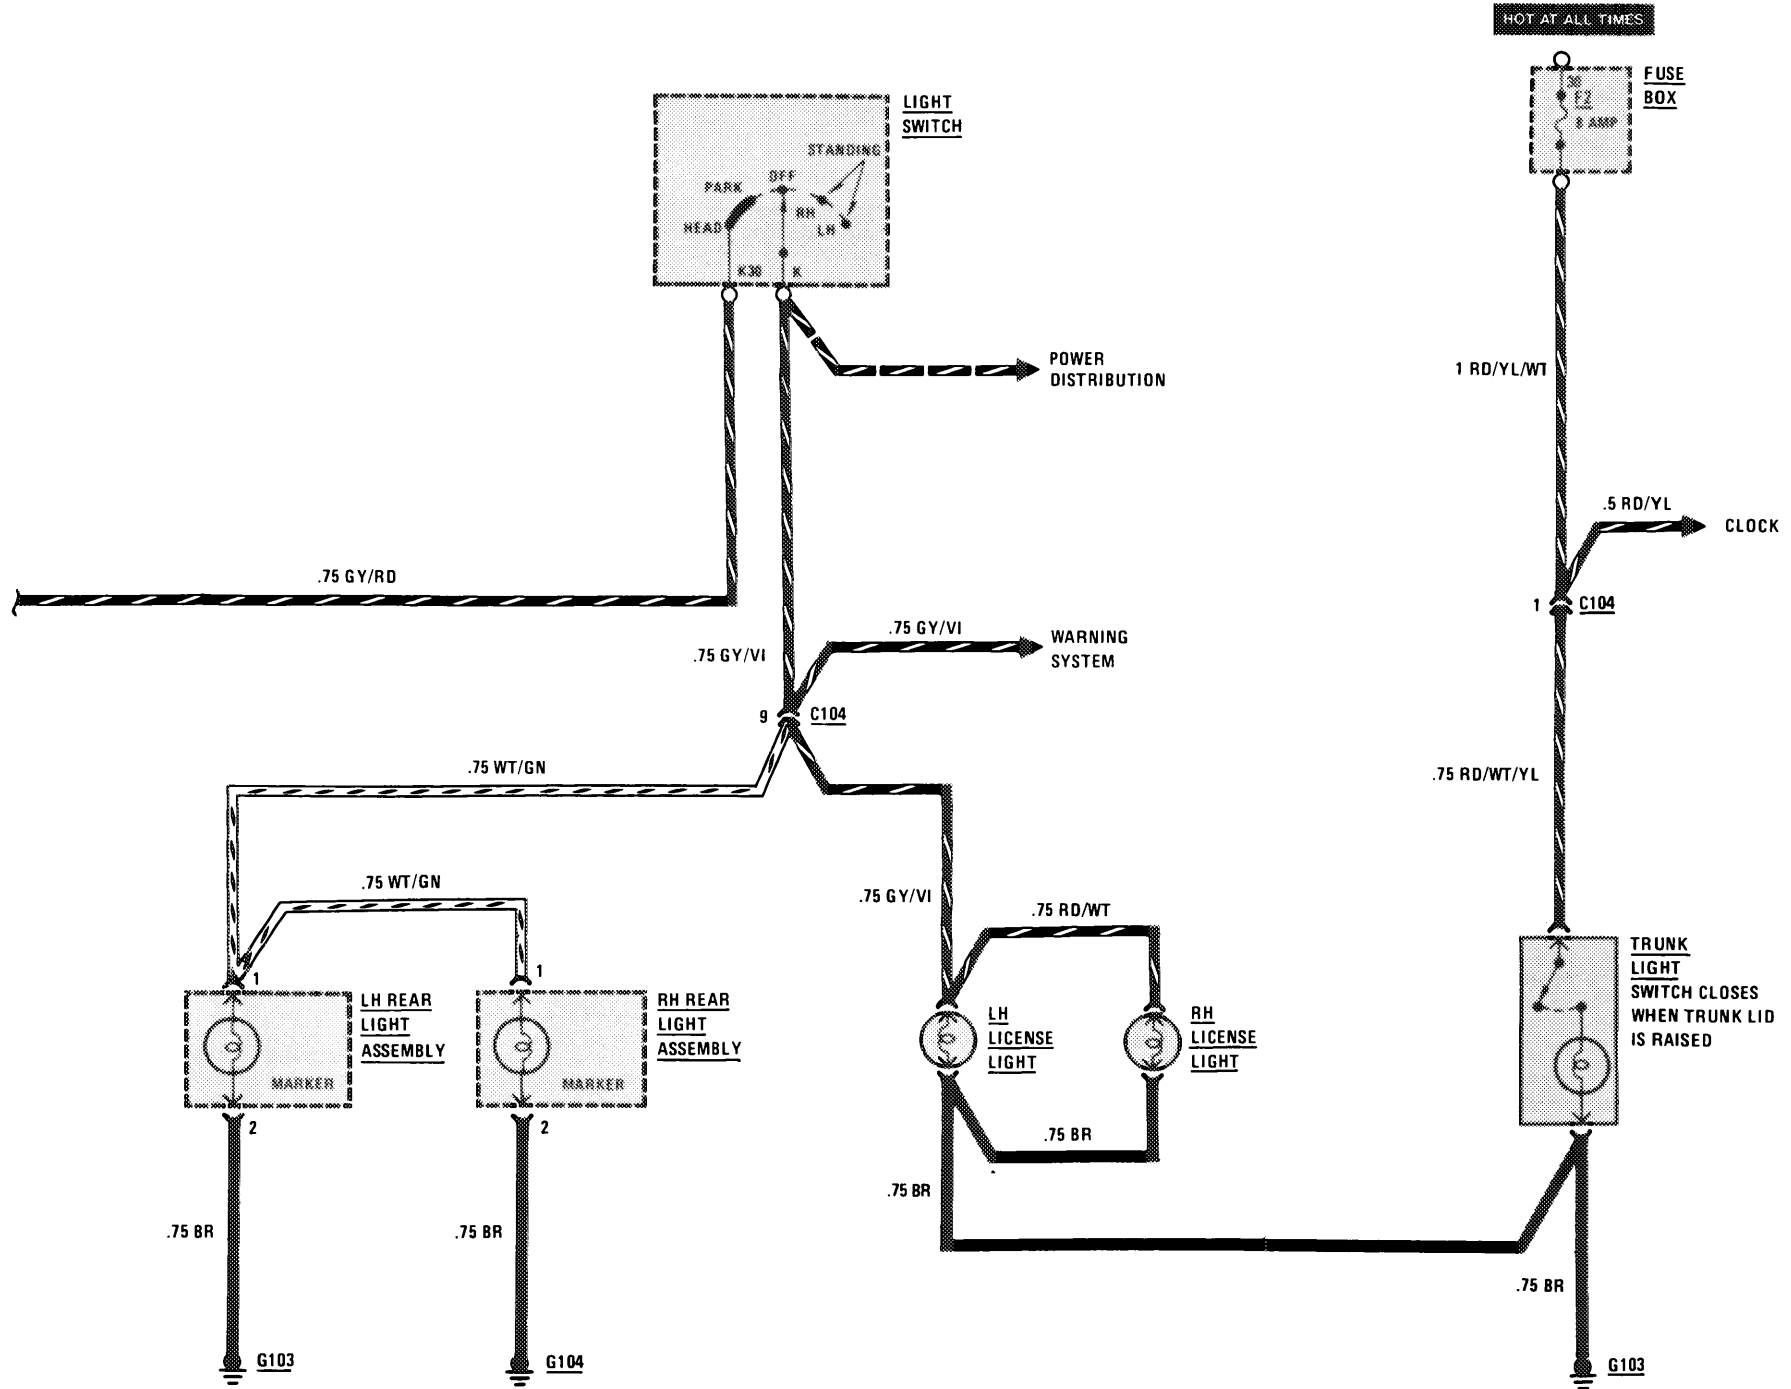 HOT AT ALL TIMES
30
F2
8 AMP
FUSE
BOX
LIGHT
SWITCH
STANDING
OFF
PARK
RH
HEAD
LH
K30
K
POWER
DISTRIBUTION
1 RD/YL/WT
.5 RD/YL
CLOCK
.75 GY/RD
1
C104
.75 GY/VI
WARNING
SYSTEM
.75 GY/VI
9
C104
.75 WT/GN
.75 RD/WT/YL
.75 WT/GN
.75 GY/VI
.75 RD/WT
1
1
LH REAR
LIGHT
ASSEMBLY
MARKER
RH REAR
LIGHT
ASSEMBLY
MARKER
LH
LICENSE
LIGHT
RH
LICENSE
LIGHT
TRUNK
LIGHT
SWITCH CLOSES
WHEN TRUNK LID
IS RAISED
2
2
.75 BR
.75 BR
.75 BR
.75 BR
.75 BR
G103
G104
G103